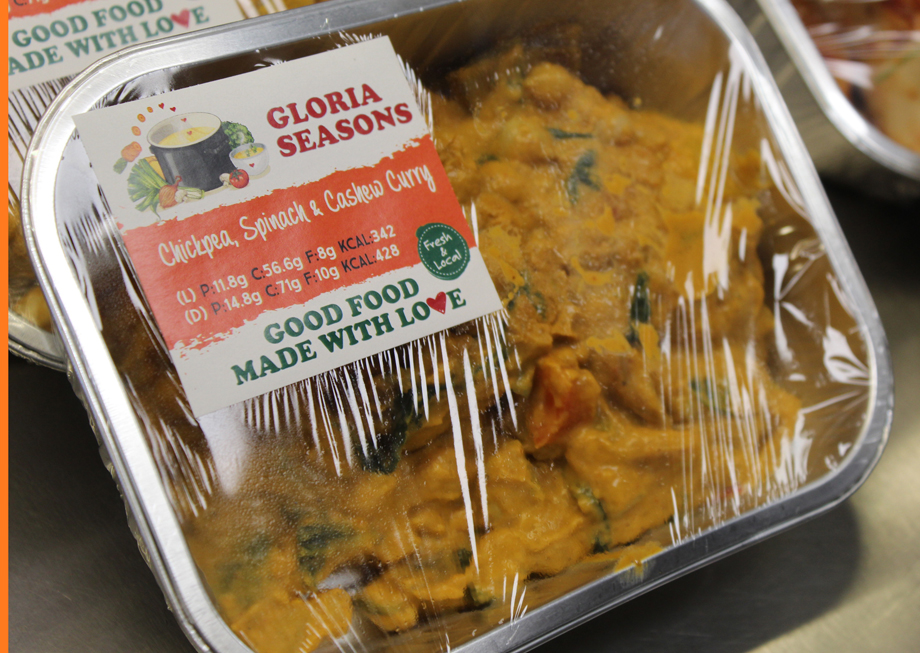 GOOD FOOD
MADE WITH LOVE
GLORIA
SEASONS
Chickpea, Spinach & Cashew Curry
(L) P:11.8g C:56.6g F:8g KCAL:342
(D) P:14.8g C:71g F:10g KCAL:428
Fresh
&
Local
GOOD FOOD
MADE WITH LOVE